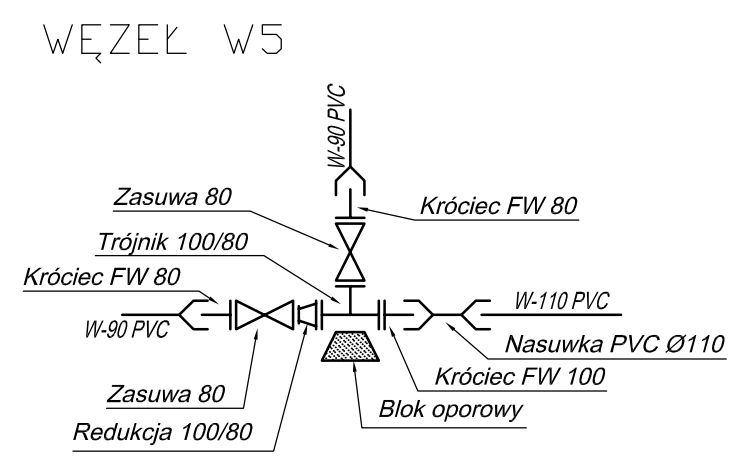 WĘZEŁ W5
W-90 PVC
Zasuwa 80
Króciec FW 80
Trójnik 100/80
Króciec FW 80
W-110 PVC
W-90 PVC
Nasuwka PVC Ø110
Króciec FW 100
Zasuwa 80
Blok oporowy
Redukcja 100/80